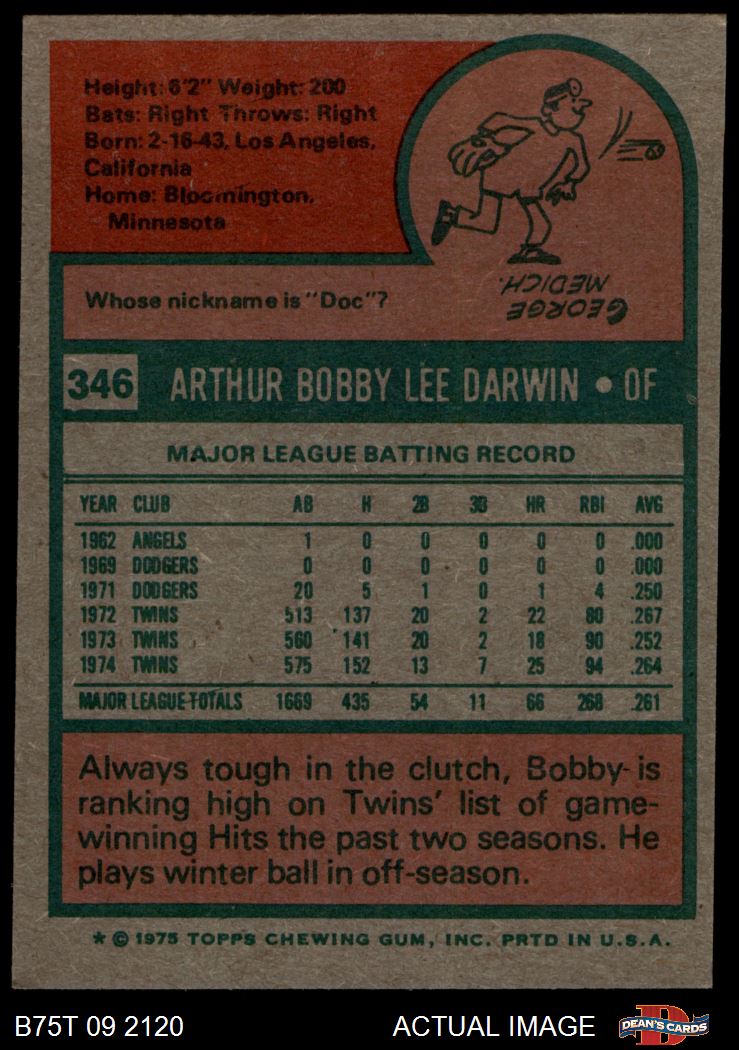 Height: 6'2" Weight: 200
Bats: Right Throws: Right
Born: 2-16-43, Los Angeles,
California
Home: Bloomington,
Minnesota
Whose nickname is "Doc"?
GEORGE
MEDICH.
346 ARTHUR BOBBY LEE DARWIN • OF
MAJOR LEAGUE BATTING RECORD
YEAR CLUB AB H 2B 3B HR RBI AVG
1962 ANGELS 1 0 0 0 0 0 .000
1969 DODGERS 0 0 0 0 0 0 .000
1971 DODGERS 20 5 1 0 1 4 .250
1972 TWINS 513 137 20 2 22 80 .267
1973 TWINS 560 141 20 2 18 90 .252
1974 TWINS 575 152 13 7 25 94 .264
MAJOR LEAGUE TOTALS 1669 435 54 11 66 268 .261
Always tough in the clutch, Bobby is
ranking high on Twins' list of game-
winning Hits the past two seasons. He
plays winter ball in off-season.
* © 1975 TOPPS CHEWING GUM, INC. PRTD IN U.S.A.
B75T 09 2120 ACTUAL IMAGE D DEAN'S CARDS